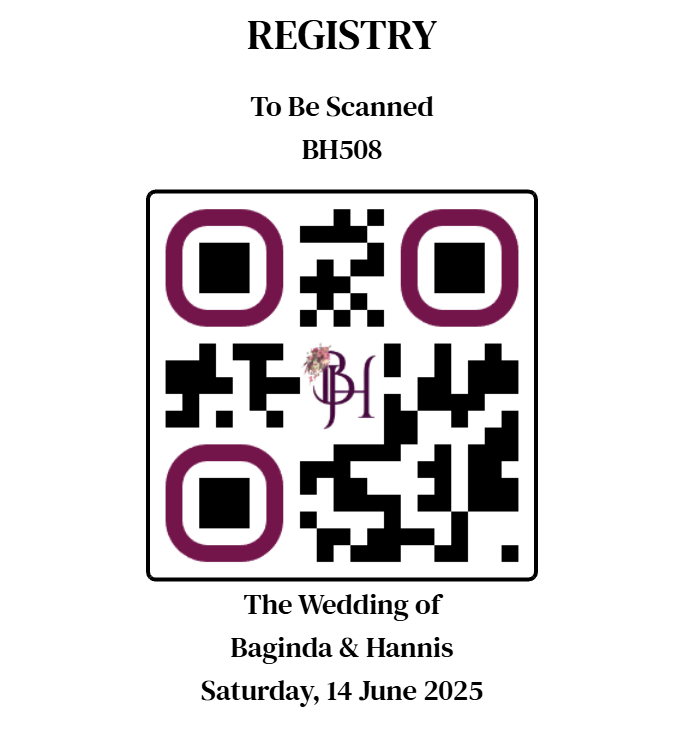 REGISTRY
To Be Scanned
BH508
BH
The Wedding of
Baginda & Hannis
Saturday, 14 June 2025